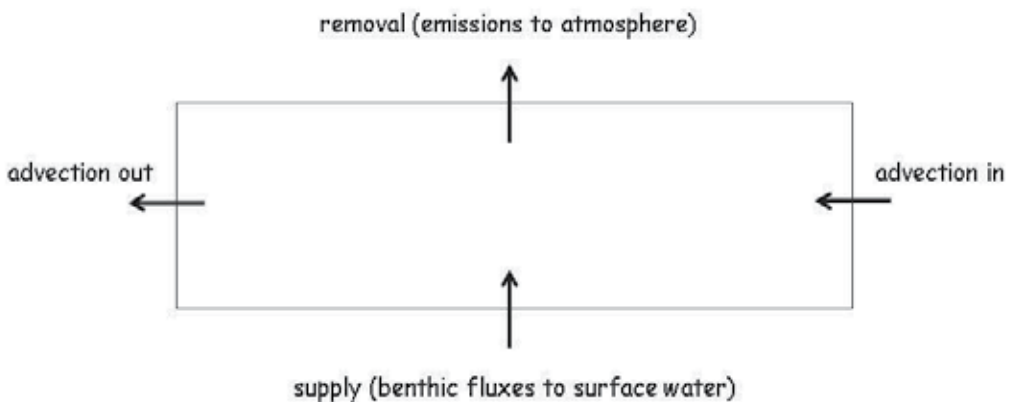 removal (emissions to atmosphere)
advection out
advection in
supply (benthic fluxes to surface water)